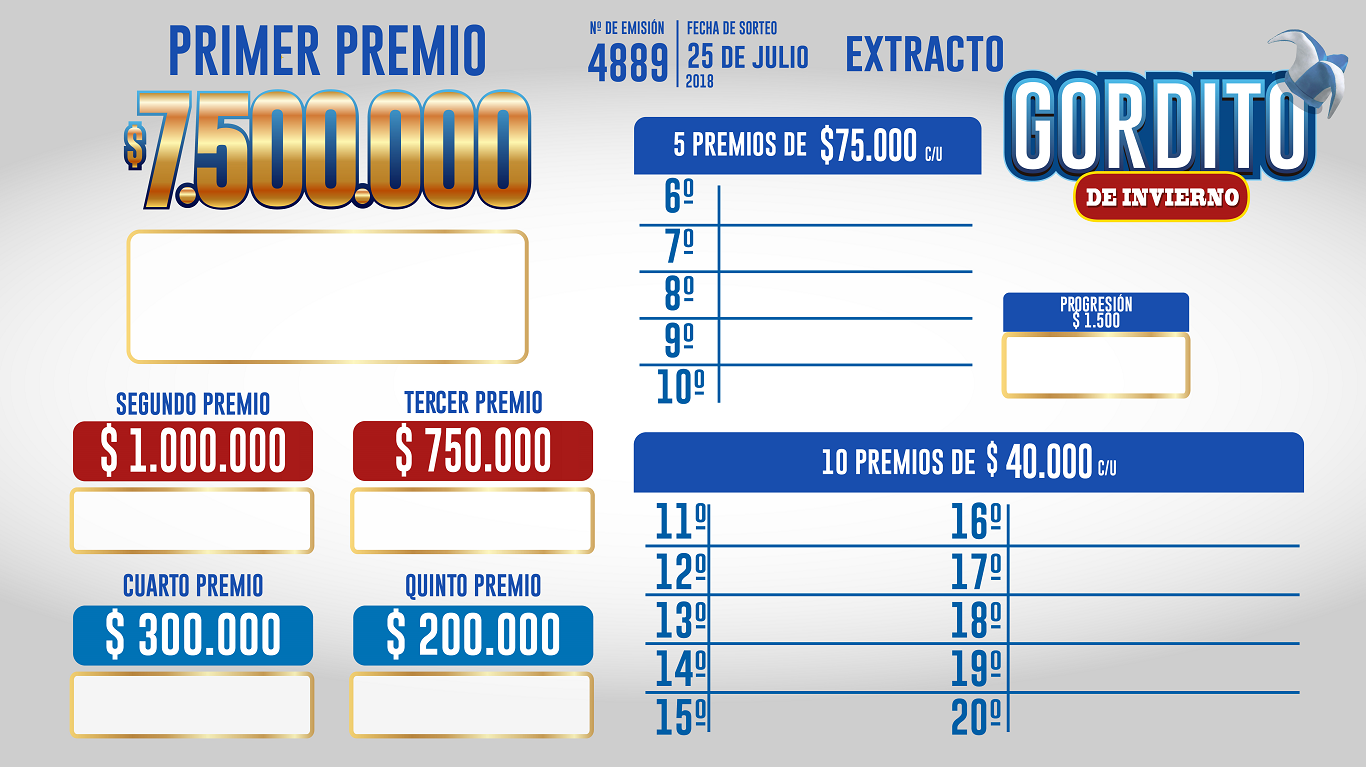 PRIMER PREMIO
$7.500.000
Nº DE EMISIÓN
4889
FECHA DE SORTEO
25 DE JULIO
2018
EXTRACTO
GORDITO
DE INVIERNO
SEGUNDO PREMIO
$ 1.000.000
TERCER PREMIO
$ 750.000
CUARTO PREMIO
$ 300.000
QUINTO PREMIO
$ 200.000
5 PREMIOS DE $75.000 C/U
6º
7º
8º
9º
10º
PROGRESIÓN
$ 1.500
10 PREMIOS DE $ 40.000 C/U
11º
12º
13º
14º
15º
16º
17º
18º
19º
20º